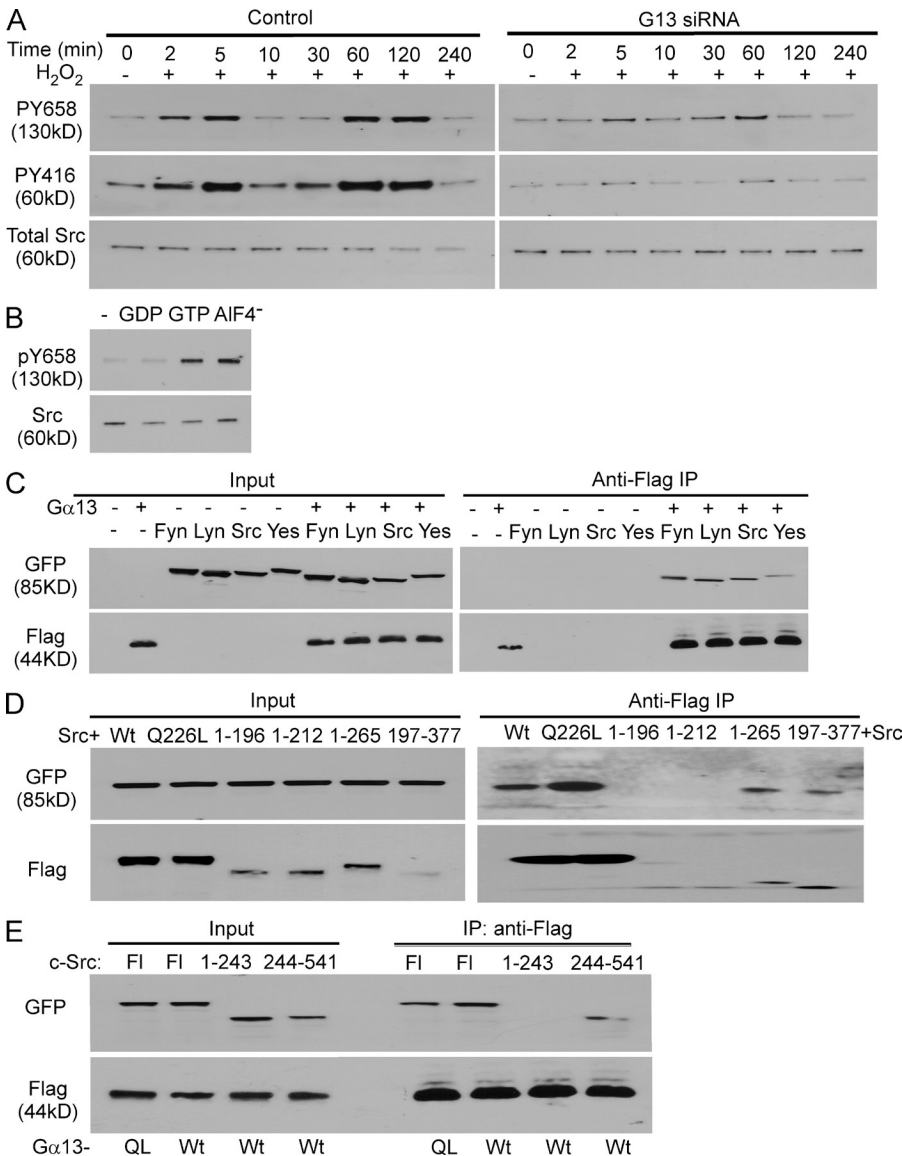 A
Control
G13 siRNA
Time (min) 0 2 5 10 30 60 120 240 0 2 5 10 30 60 120 240
H₂O₂ - + + + + + + + - + + + + + + +
PY658
(130kD)
PY416
(60kD)
Total Src
(60kD)
B
- GDP GTP AlF4⁻
pY658
(130kD)
Src
(60kD)
C
Input
Anti-Flag IP
Gα13 - + - - - - + + + + - + - - - - + + + +
- - Fyn Lyn Src Yes Fyn Lyn Src Yes - - Fyn Lyn Src Yes Fyn Lyn Src Yes
GFP
(85KD)
Flag
(44KD)
D
Input
Anti-Flag IP
Src+ Wt Q226L 1-196 1-212 1-265 197-377 Wt Q226L 1-196 1-212 1-265 197-377+Src
GFP
(85kD)
Flag
E
Input
IP: anti-Flag
c-Src: Fl Fl 1-243 244-541 Fl Fl 1-243 244-541
GFP
Flag
(44kD)
Gα13- QL Wt Wt Wt QL Wt Wt Wt